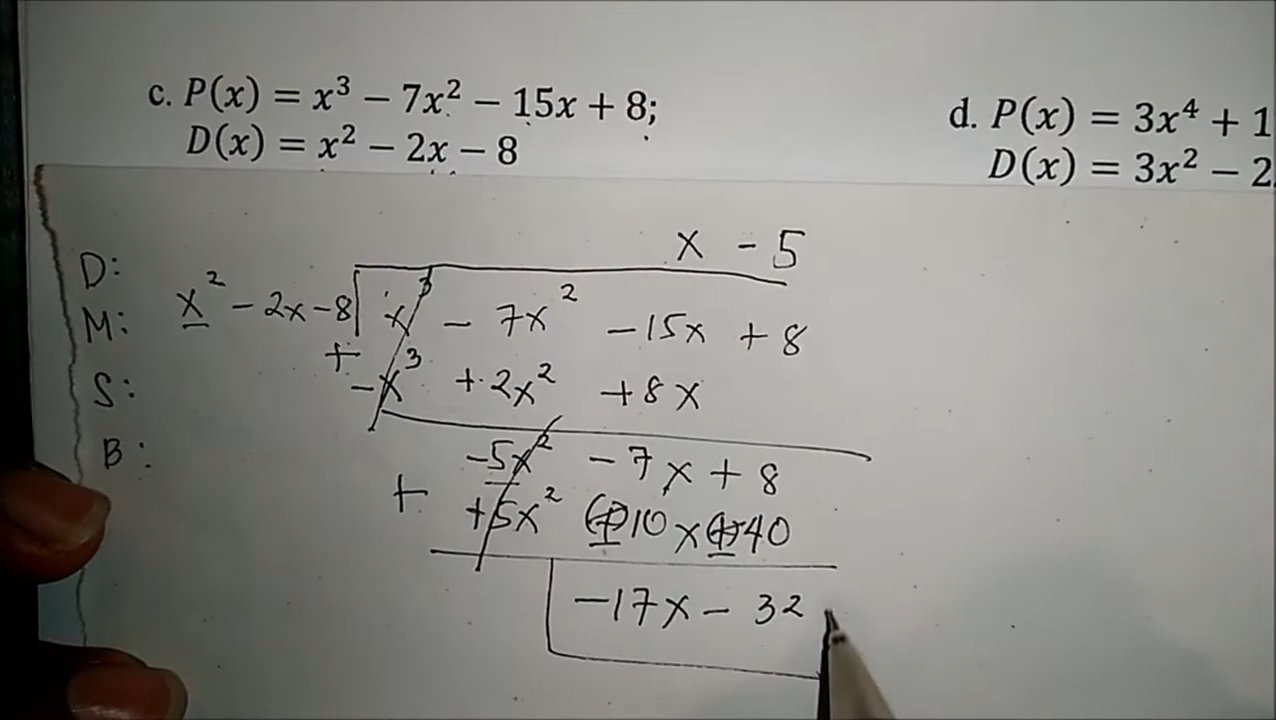 c. P(x) = x³ − 7x² − 15x + 8;
D(x) = x² − 2x − 8
d. P(x) = 3x⁴ + 1
D(x) = 3x² − 2
x - 5
D:
x² - 2x - 8 x³ - 7x² - 15x + 8
M:
+ -x³ + 2x² + 8x
S:
B:
-5x² - 7x + 8
+ +5x² (+)10x (+)40
-17x - 32